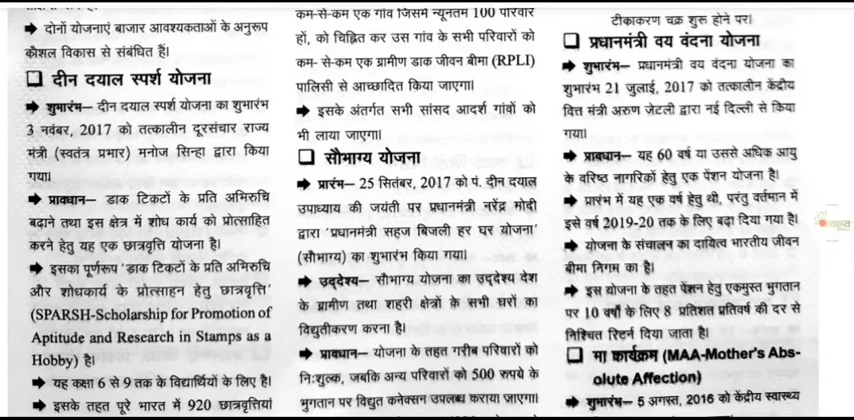 ➡ दोनों योजनाएं बाजार आवश्यकताओं के अनुरूप
कौशल विकास से संबंधित हैं।
❑ दीन दयाल स्पर्श योजना
➡ शुभारंभ– दीन दयाल स्पर्श योजना का शुभारंभ
3 नवंबर, 2017 को तत्कालीन दूरसंचार राज्य
मंत्री (स्वतंत्र प्रभार) मनोज सिन्हा द्वारा किया
गया।
➡ प्रावधान– डाक टिकटों के प्रति अभिरुचि
बढ़ाने तथा इस क्षेत्र में शोध कार्य को प्रोत्साहित
करने हेतु यह एक छात्रवृत्ति योजना है।
➡ इसका पूर्णरूप 'डाक टिकटों के प्रति अभिरुचि
और शोधकार्य के प्रोत्साहन हेतु छात्रवृत्ति'
(SPARSH-Scholarship for Promotion of
Aptitude and Research in Stamps as a
Hobby) है।
➡ यह कक्षा 6 से 9 तक के विद्यार्थियों के लिए है।
➡ इसके तहत पूरे भारत में 920 छात्रवृत्तियां
कम-से-कम एक गांव जिसमें न्यूनतम 100 परिवार
हों, को चिह्नित कर उस गांव के सभी परिवारों को
कम- से-कम एक ग्रामीण डाक जीवन बीमा (RPLI)
पालिसी से आच्छादित किया जाएगा।
➡ इसके अंतर्गत सभी सांसद आदर्श गांवों को
भी लाया जाएगा।
❑ सौभाग्य योजना
➡ प्रारंभ– 25 सितंबर, 2017 को पं. दीन दयाल
उपाध्याय की जयंती पर प्रधानमंत्री नरेंद्र मोदी
द्वारा 'प्रधानमंत्री सहज बिजली हर घर योजना'
(सौभाग्य) का शुभारंभ किया गया।
➡ उद्देश्य– सौभाग्य योजना का उद्देश्य देश
के ग्रामीण तथा शहरी क्षेत्रों के सभी घरों का
विद्युतीकरण करना है।
➡ प्रावधान– योजना के तहत गरीब परिवारों को
नि:शुल्क, जबकि अन्य परिवारों को 500 रुपये के
भुगतान पर विद्युत कनेक्सन उपलब्ध कराया जाएगा।
टीकाकरण चक्र शुरू होने पर।
❑ प्रधानमंत्री वय वंदना योजना
➡ शुभारंभ– प्रधानमंत्री वय वंदना योजना का
शुभारंभ 21 जुलाई, 2017 को तत्कालीन केंद्रीय
वित्त मंत्री अरुण जेटली द्वारा नई दिल्ली से किया
गया।
➡ प्रावधान– यह 60 वर्ष या उससे अधिक आयु
के वरिष्ठ नागरिकों हेतु एक पेंशन योजना है।
➡ प्रारंभ में यह एक वर्ष हेतु थी, परंतु वर्तमान में
इसे वर्ष 2019-20 तक के लिए बढ़ा दिया गया है।
➡ योजना के संचालन का दायित्व भारतीय जीवन
बीमा निगम का है।
➡ इस योजना के तहत पेंशन हेतु एकमुस्त भुगतान
पर 10 वर्षों के लिए 8 प्रतिशत प्रतिवर्ष की दर से
निश्चित रिटर्न दिया जाता है।
❑ मा कार्यक्रम (MAA-Mother's Abs-
olute Affection)
➡ शुभारंभ– 5 अगस्त, 2016 को केंद्रीय स्वास्थ्य